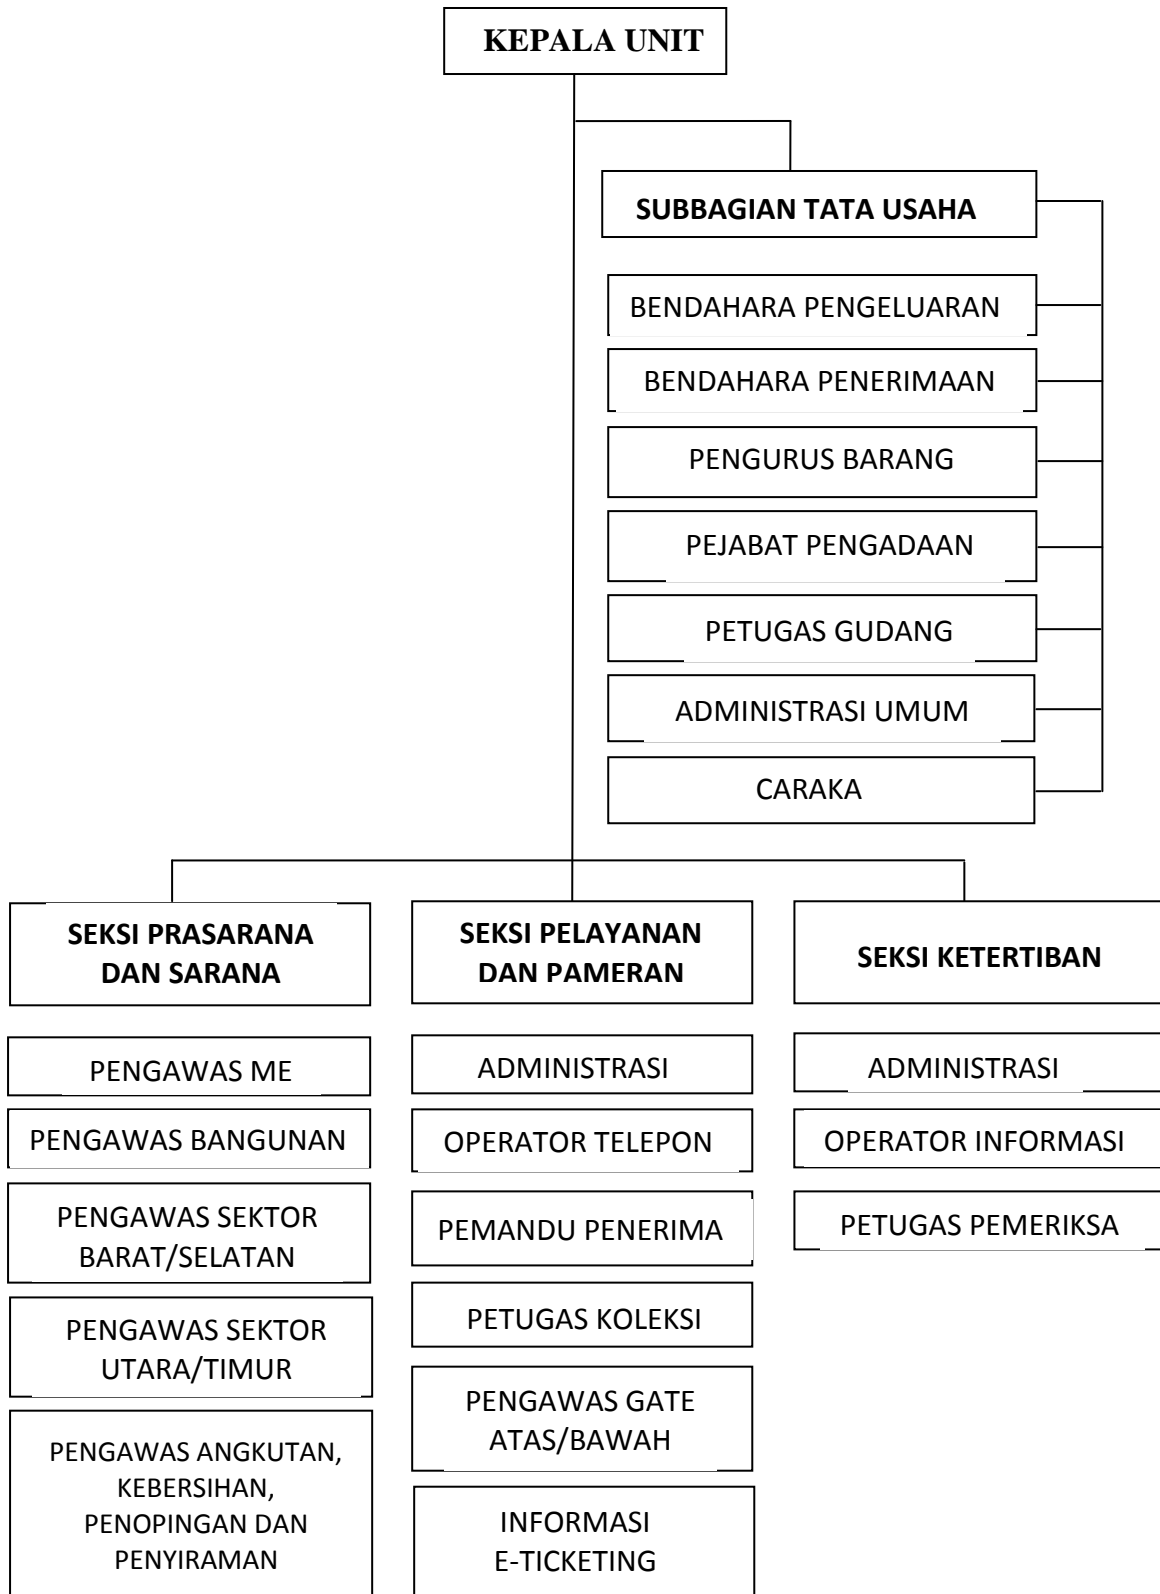 KEPALA UNIT
SUBBAGIAN TATA USAHA
BENDAHARA PENGELUARAN
BENDAHARA PENERIMAAN
PENGURUS BARANG
PEJABAT PENGADAAN
PETUGAS GUDANG
ADMINISTRASI UMUM
CARAKA
SEKSI PRASARANA
DAN SARANA
PENGAWAS ME
PENGAWAS BANGUNAN
PENGAWAS SEKTOR
BARAT/SELATAN
PENGAWAS SEKTOR
UTARA/TIMUR
PENGAWAS ANGKUTAN,
KEBERSIHAN,
PENOPINGAN DAN
PENYIRAMAN
SEKSI PELAYANAN
DAN PAMERAN
ADMINISTRASI
OPERATOR TELEPON
PEMANDU PENERIMA
PETUGAS KOLEKSI
PENGAWAS GATE
ATAS/BAWAH
INFORMASI
E-TICKETING
SEKSI KETERTIBAN
ADMINISTRASI
OPERATOR INFORMASI
PETUGAS PEMERIKSA